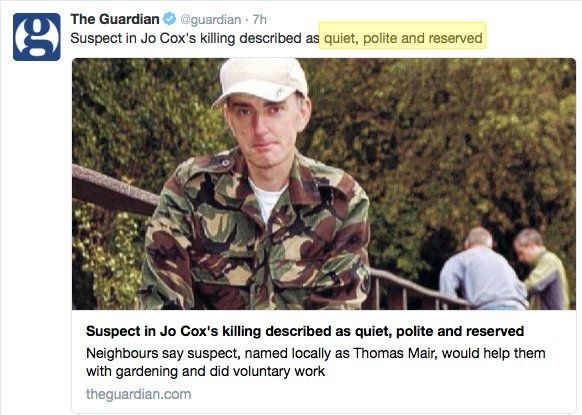 The Guardian @guardian · 7h
Suspect in Jo Cox's killing described as quiet, polite and reserved
Suspect in Jo Cox's killing described as quiet, polite and reserved
Neighbours say suspect, named locally as Thomas Mair, would help them
with gardening and did voluntary work
theguardian.com